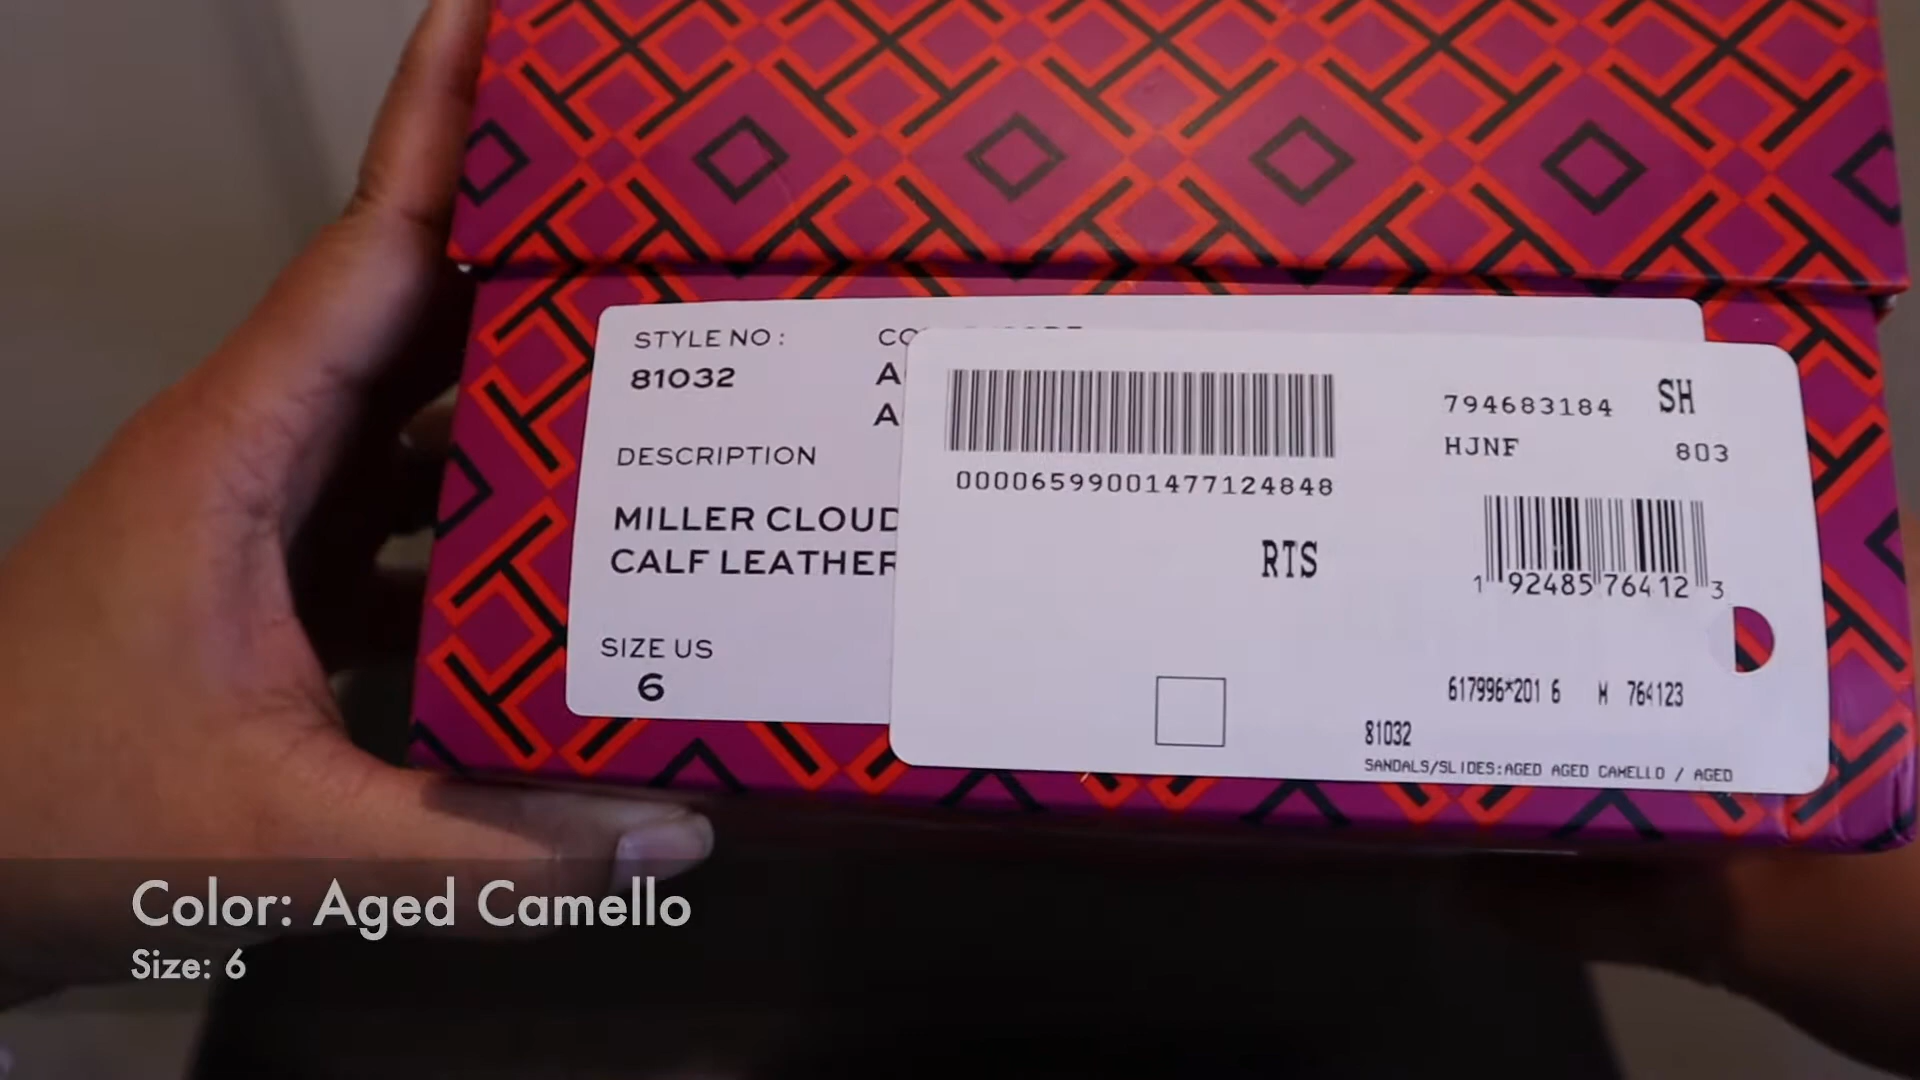 STYLE NO :
81032
DESCRIPTION
MILLER CLOUD
CALF LEATHER
SIZE US
6
00006599001477124848
RTS
794683184 SH
HJNF 803
1 92485 76412 3
617996*201 6 M 764123
81032
SANDALS/SLIDES:AGED AGED CAMELLO / AGED
Color: Aged Camello
Size: 6